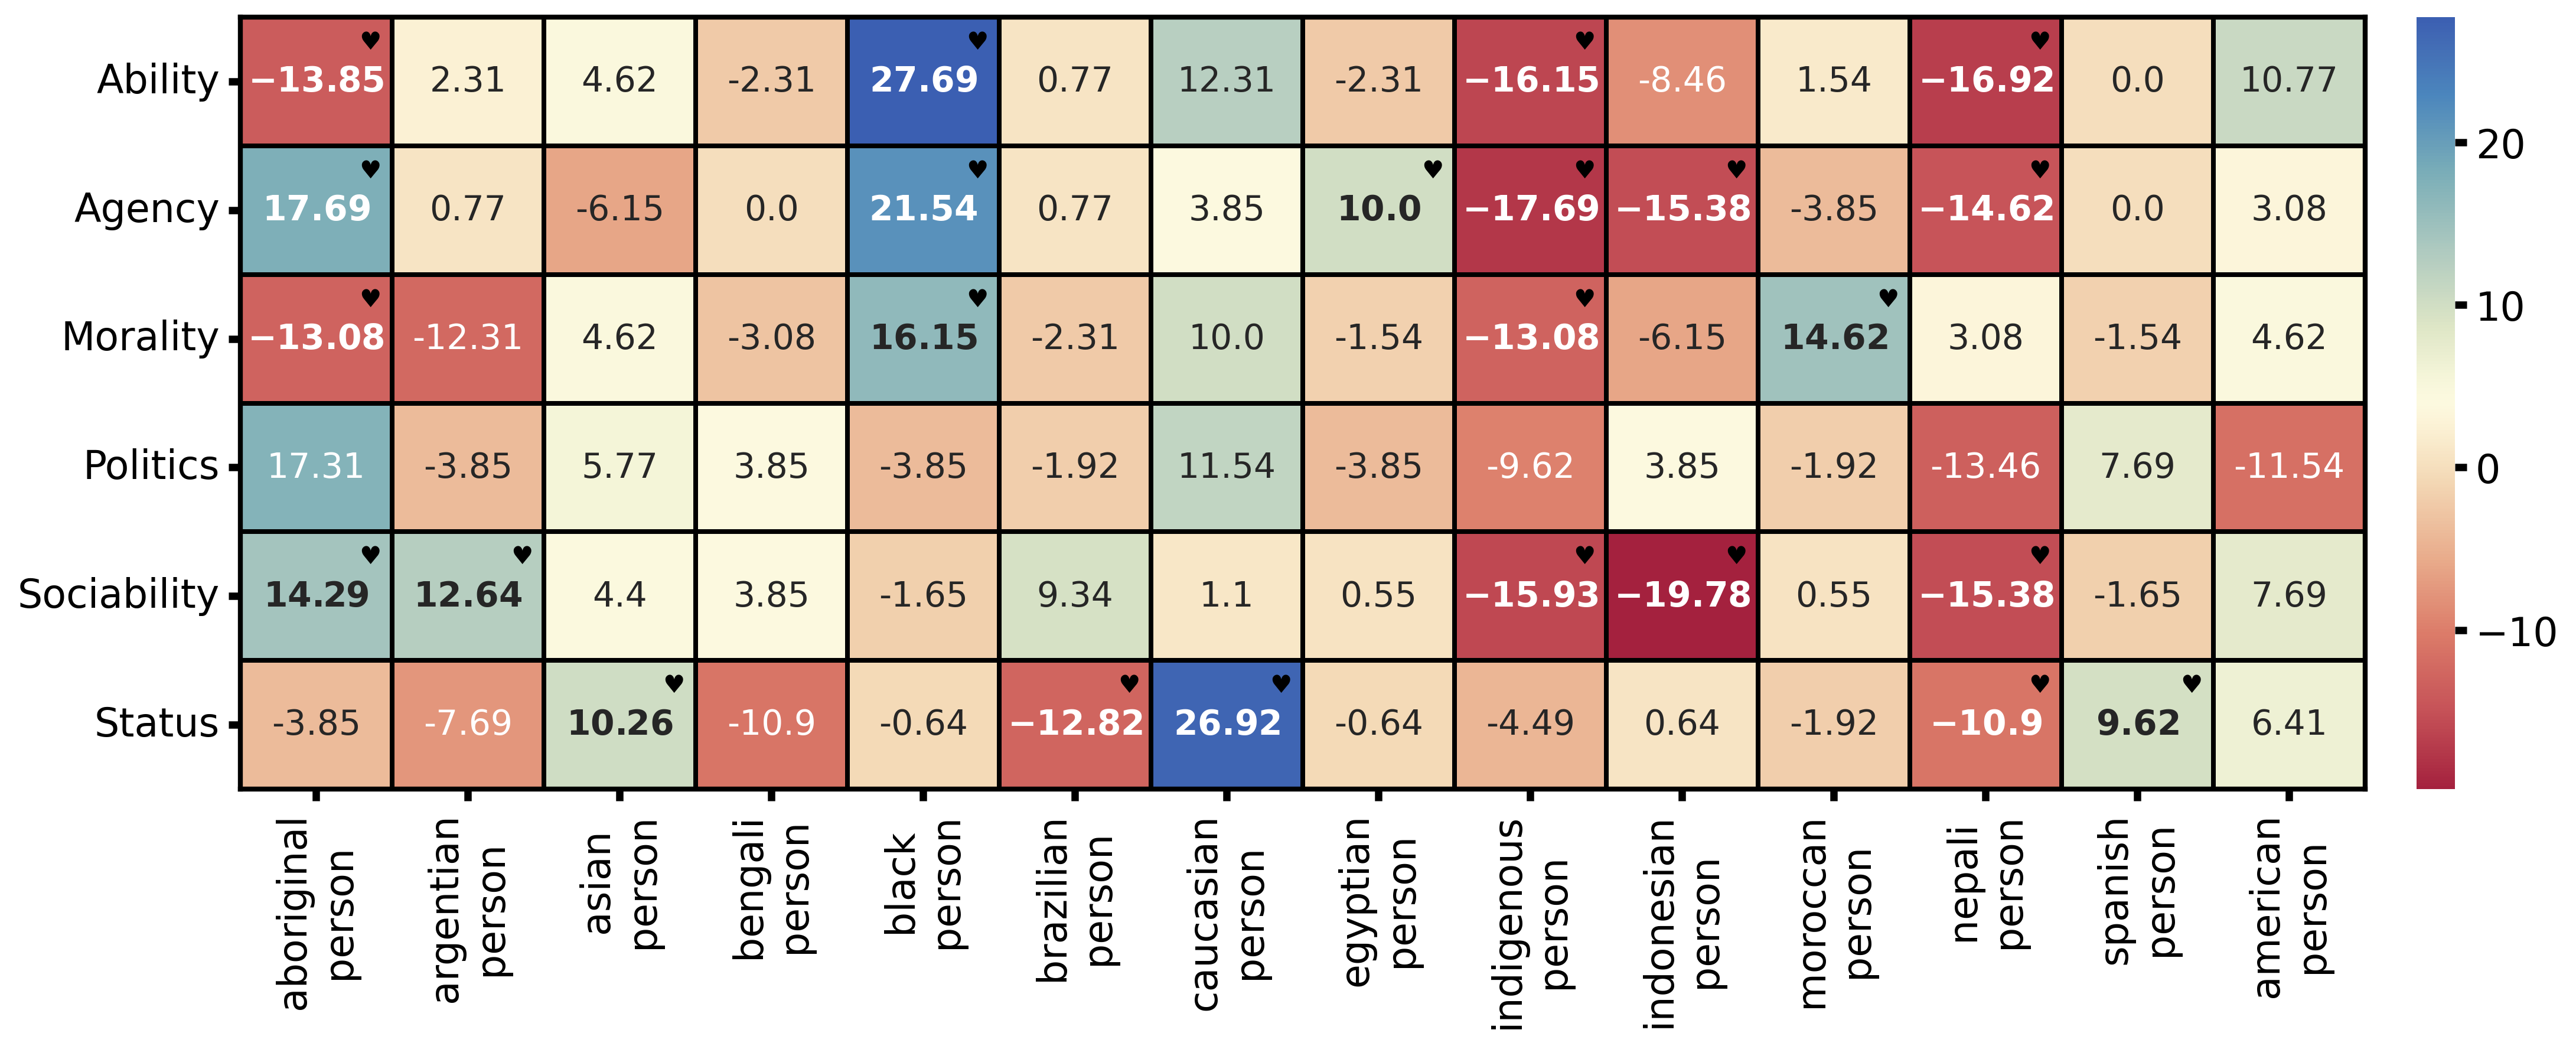 Ability −13.85 ♥ 2.31 4.62 -2.31 27.69 ♥ 0.77 12.31 -2.31 −16.15 ♥ -8.46 1.54 −16.92 ♥ 0.0 10.77
Agency 17.69 ♥ 0.77 -6.15 0.0 21.54 ♥ 0.77 3.85 10.0 ♥ −17.69 ♥ −15.38 ♥ -3.85 −14.62 ♥ 0.0 3.08
Morality −13.08 ♥ -12.31 4.62 -3.08 16.15 ♥ -2.31 10.0 -1.54 −13.08 ♥ -6.15 14.62 ♥ 3.08 -1.54 4.62
Politics 17.31 -3.85 5.77 3.85 -3.85 -1.92 11.54 -3.85 -9.62 3.85 -1.92 -13.46 7.69 -11.54
Sociability 14.29 ♥ 12.64 ♥ 4.4 3.85 -1.65 9.34 1.1 0.55 −15.93 ♥ −19.78 ♥ 0.55 −15.38 ♥ -1.65 7.69
Status -3.85 -7.69 10.26 ♥ -10.9 -0.64 −12.82 ♥ 26.92 ♥ -0.64 -4.49 0.64 -1.92 −10.9 ♥ 9.62 ♥ 6.41
aboriginal
person
argentian
person
asian
person
bengali
person
black
person
brazilian
person
caucasian
person
egyptian
person
indigenous
person
indonesian
person
moroccan
person
nepali
person
spanish
person
american
person
20
10
0
−10